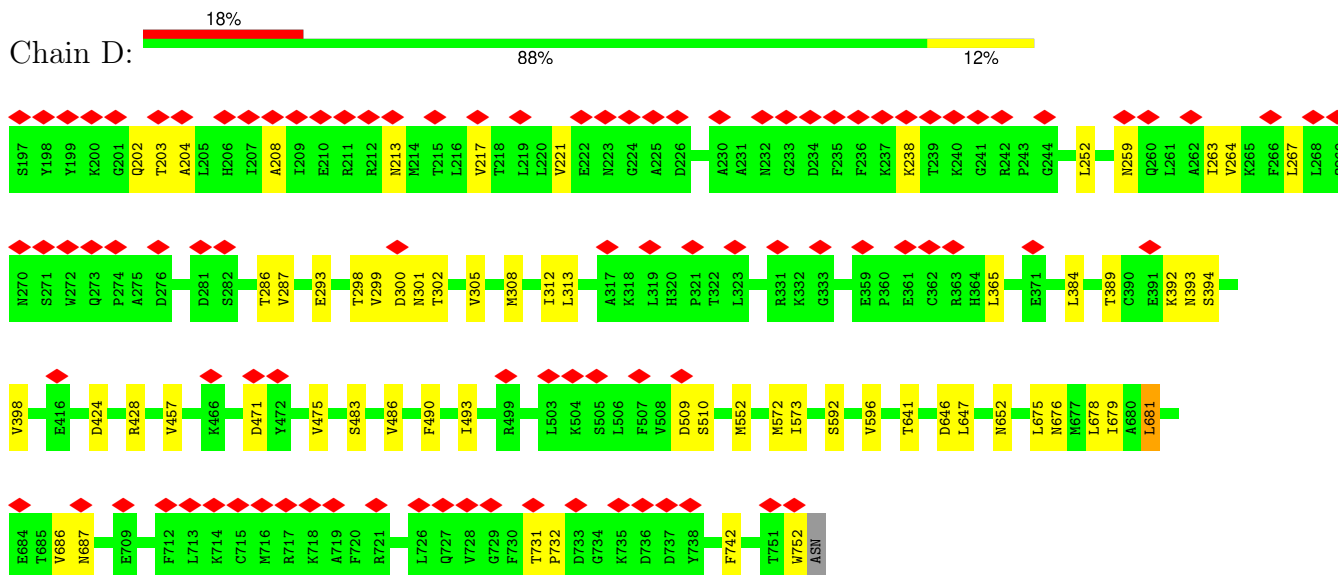 18%
Chain D:
88% 12%
S197 Y198 Y199 K200 G201 Q202 T203 A204 L205 H206 I207 A208 I209 E210 R211 R212 N213 M214 T215 L216 V217 T218 L219 L220 V221 E222 N223 G224 A225 D226 A230 A231 N232 G233 D234 F235 F236 K237 K238 T239 K240 G241 R242 P243 G244 L252 N259 Q260 L261 A262 I263 V264 K265 F266 L267 L268
N270 S271 W272 Q273 P274 A275 D276 D281 S282 T286 V287 E293 T298 V299 D300 N301 T302 V305 M308 I312 L313 A317 K318 L319 H320 P321 T322 L323 R331 K332 G333 E359 P360 E361 C362 R363 H364 L365 E371 L384 T389 C390 E391 K392 N393 S394
V398 E416 D424 R428 V457 K466 D471 Y472 V475 S483 V486 F490 I493 R499 L503 K504 S505 L506 F507 V508 D509 S510 M552 M572 I573 S592 V596 T641 D646 L647 N652 L675 N676 M677 L678 I679 A680 L681
E684 T685 V686 N687 E709 F712 L713 K714 C715 M716 R717 K718 A719 F720 R721 L726 Q727 V728 G729 F730 T731 P732 D733 G734 K735 D736 D737 Y738 F742 T751 W752 ASN